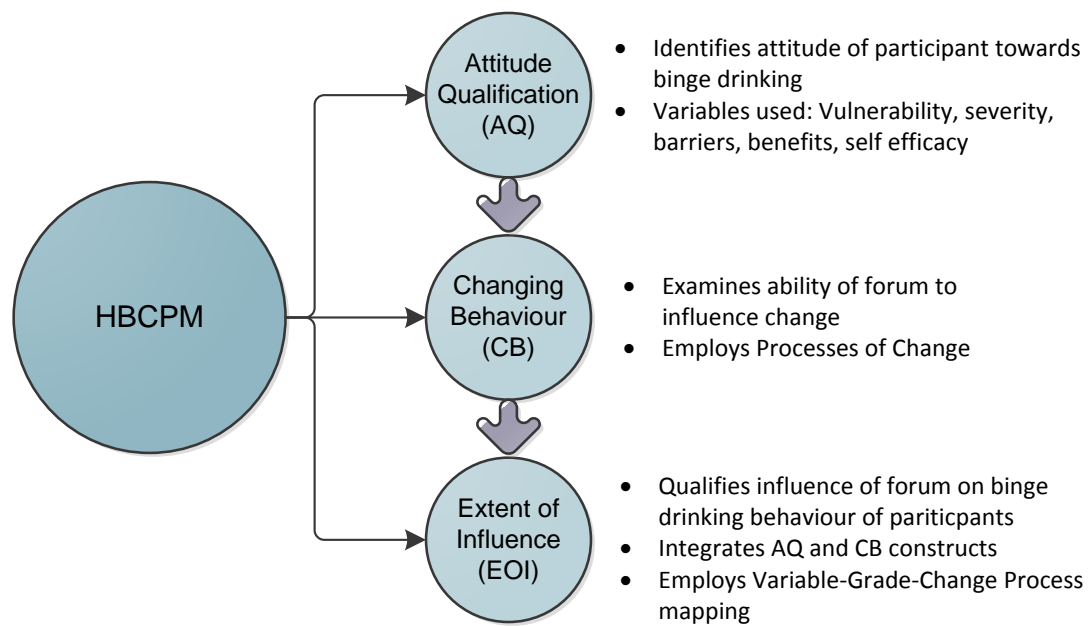 HBCPM
Attitude
Qualification
(AQ)
• Identifies attitude of participant towards
binge drinking
• Variables used: Vulnerability, severity,
barriers, benefits, self efficacy
Changing
Behaviour
(CB)
• Examines ability of forum to
influence change
• Employs Processes of Change
Extent of
Influence
(EOI)
• Qualifies influence of forum on binge
drinking behaviour of pariticpants
• Integrates AQ and CB constructs
• Employs Variable-Grade-Change Process
mapping